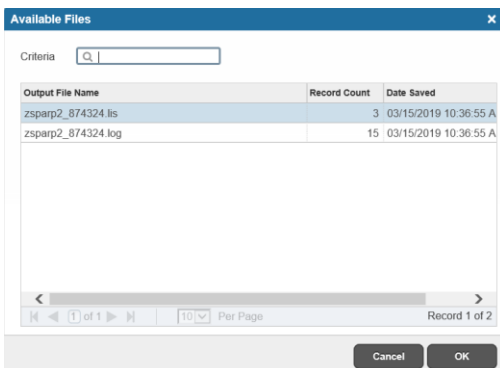 Available Files
Criteria
Output File Name Record Count Date Saved
zsparp2_874324.lis 3 03/15/2019 10:36:55 A
zsparp2_874324.log 15 03/15/2019 10:36:55 A
1 of 1 10 Per Page Record 1 of 2
Cancel OK